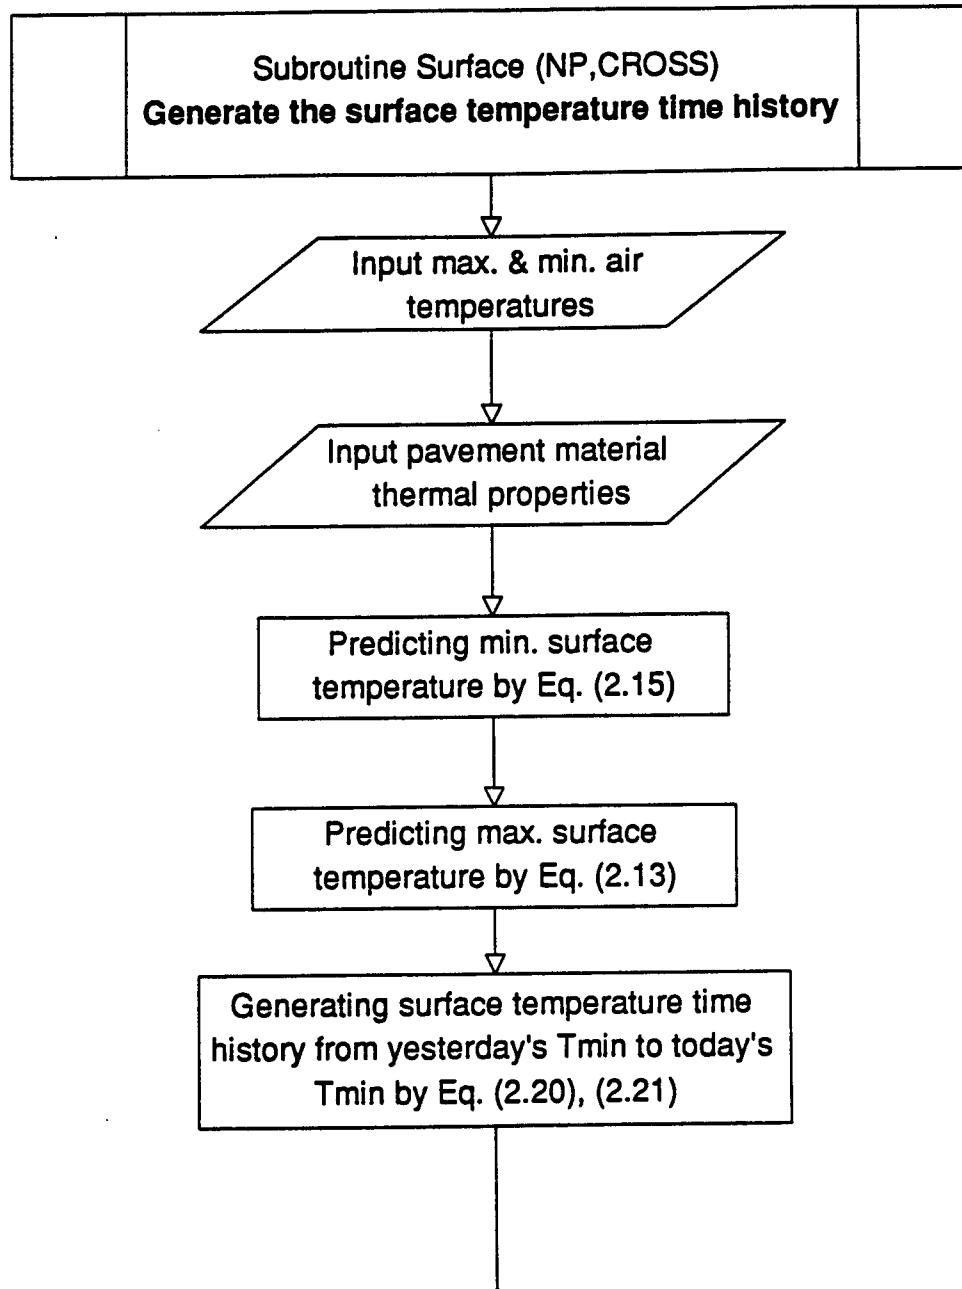 Subroutine Surface (NP,CROSS)
Generate the surface temperature time history
Input max. & min. air
temperatures
Input pavement material
thermal properties
Predicting min. surface
temperature by Eq. (2.15)
Predicting max. surface
temperature by Eq. (2.13)
Generating surface temperature time
history from yesterday's Tmin to today's
Tmin by Eq. (2.20), (2.21)